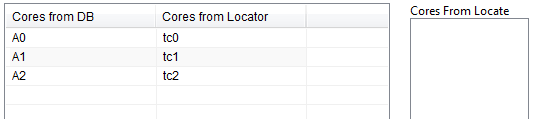 Cores from DB Cores from Locator
A0 tc0
A1 tc1
A2 tc2
Cores From Locate